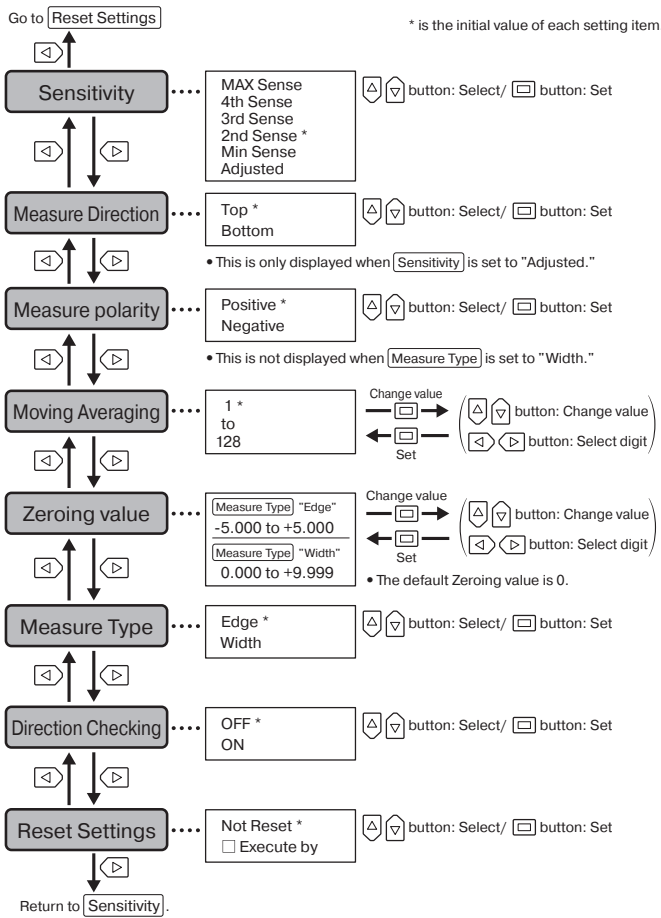 Go to Reset Settings
* is the initial value of each setting item
Sensitivity
MAX Sense
4th Sense
3rd Sense
2nd Sense *
Min Sense
Adjusted
button: Select/ button: Set
Measure Direction
Top *
Bottom
button: Select/ button: Set
• This is only displayed when Sensitivity is set to "Adjusted."
Measure polarity
Positive *
Negative
button: Select/ button: Set
• This is not displayed when Measure Type is set to "Width."
Moving Averaging
1 *
to
128
Change value
Set
button: Change value
button: Select digit
Zeroing value
Measure Type "Edge"
-5.000 to +5.000
Measure Type "Width"
0.000 to +9.999
Change value
Set
button: Change value
button: Select digit
• The default Zeroing value is 0.
Measure Type
Edge *
Width
button: Select/ button: Set
Direction Checking
OFF *
ON
button: Select/ button: Set
Reset Settings
Not Reset *
□ Execute by
button: Select/ button: Set
Return to Sensitivity.